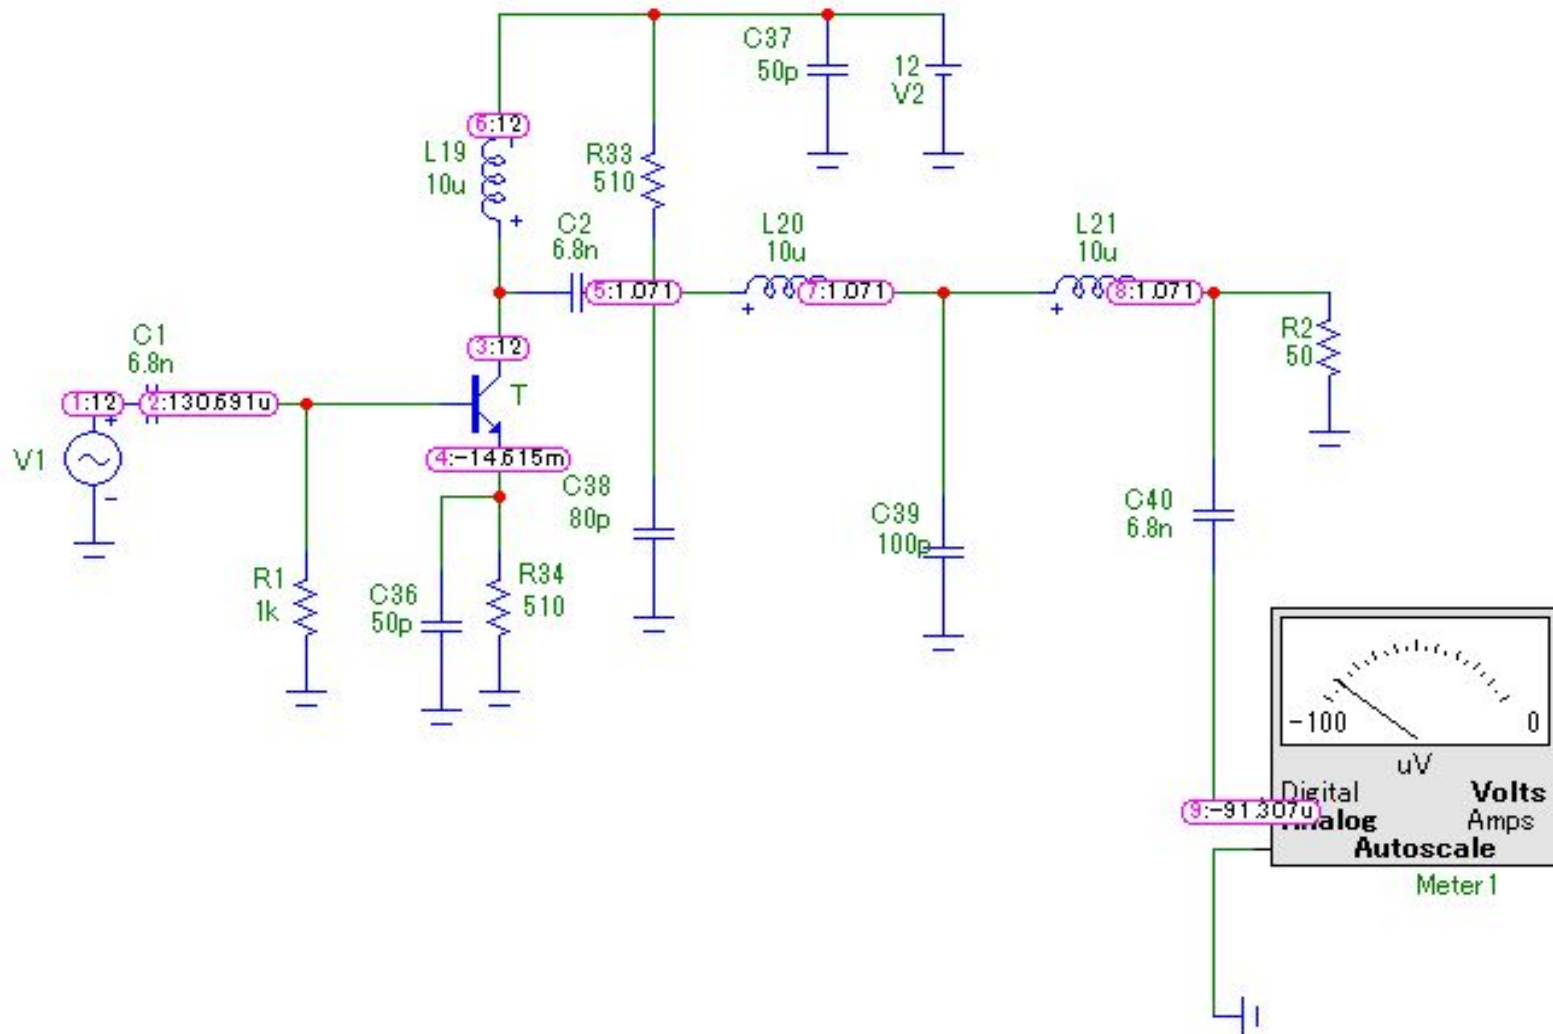 C37
50p
12
V2
6:12
L19
10u
R33
510
C2
6.8n
L20
10u
L21
10u
5:1.071
7:1.071
8:1.071
R2
50
3:12
C1
6.8n
T
1:12
2:130.691u
V1
4:-14.615m
C38
80p
C39
100p
C40
6.8n
R1
1k
C36
50p
R34
510
-100
0
uV
Digital
Volts
9:-91.307u
Analog
Amps
Autoscale
Meter1